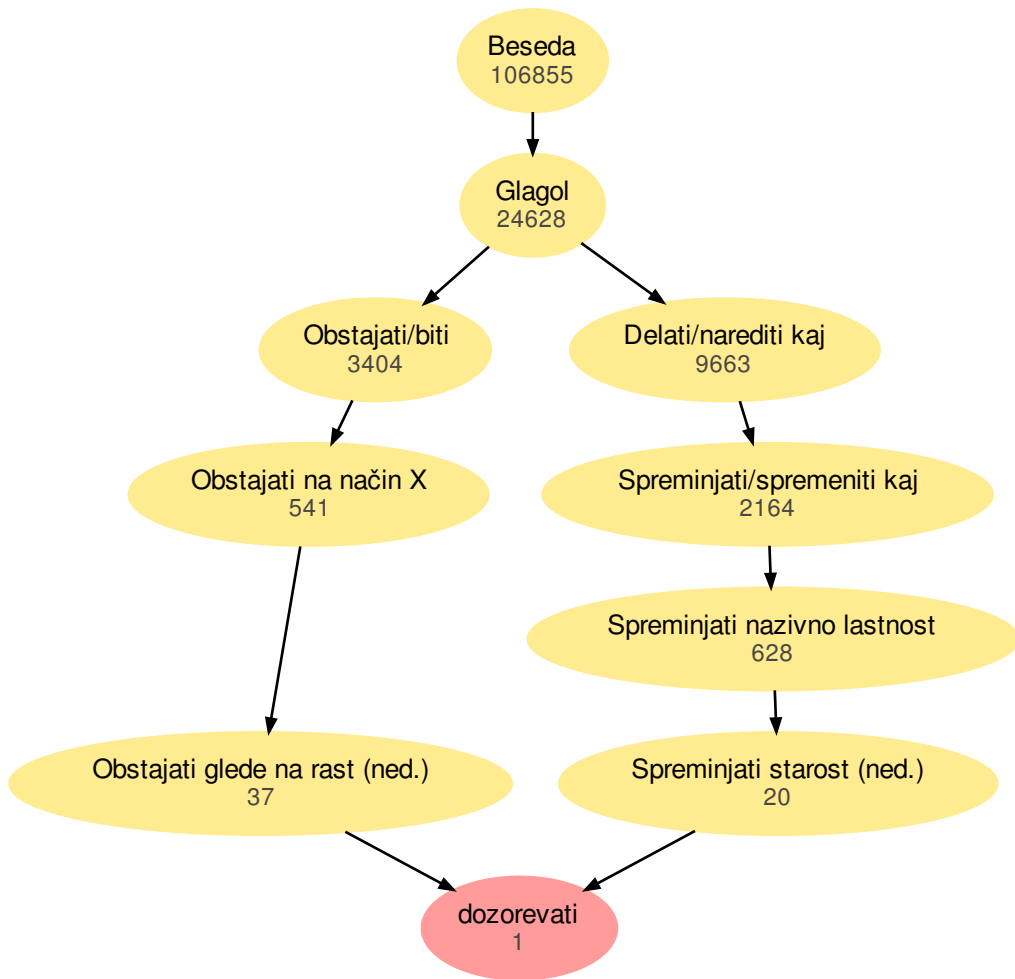 Beseda
106855
Glagol
24628
Obstajati/biti
3404
Delati/narediti kaj
9663
Obstajati na način X
541
Spreminjati/spremeniti kaj
2164
Spreminjati nazivno lastnost
628
Obstajati glede na rast (ned.)
37
Spreminjati starost (ned.)
20
dozorevati
1